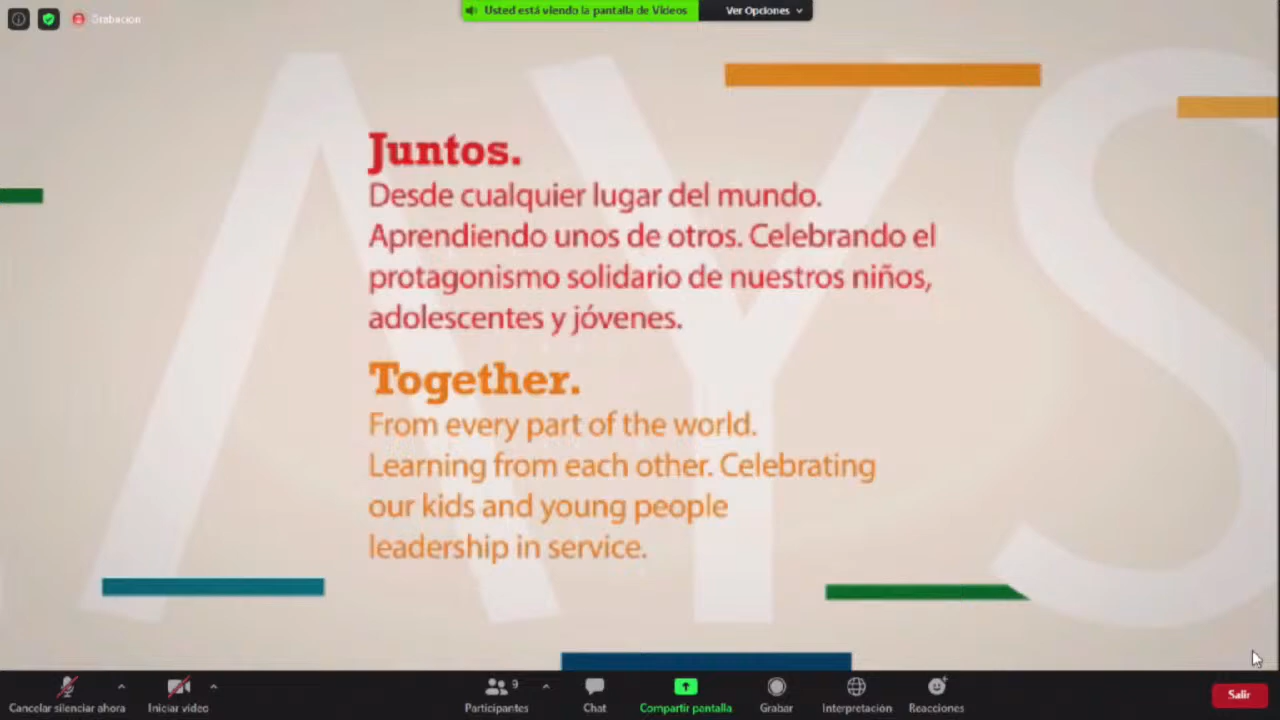 Grabación
Usted está viendo la pantalla de Videos
Ver Opciones
AYS
Juntos.
Desde cualquier lugar del mundo.
Aprendiendo unos de otros. Celebrando el
protagonismo solidario de nuestros niños,
adolescentes y jóvenes.
Together.
From every part of the world.
Learning from each other. Celebrating
our kids and young people
leadership in service.
Cancelar silenciar ahora
Iniciar video
Participantes
9
Chat
Compartir pantalla
Grabar
Interpretación
Reacciones
Salir